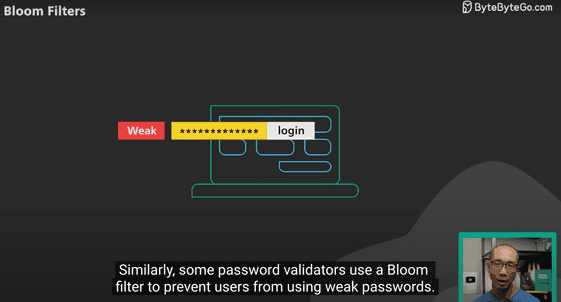 Bloom Filters
ByteByteGo.com
Weak
*************
login
Similarly, some password validators use a Bloom
filter to prevent users from using weak passwords.